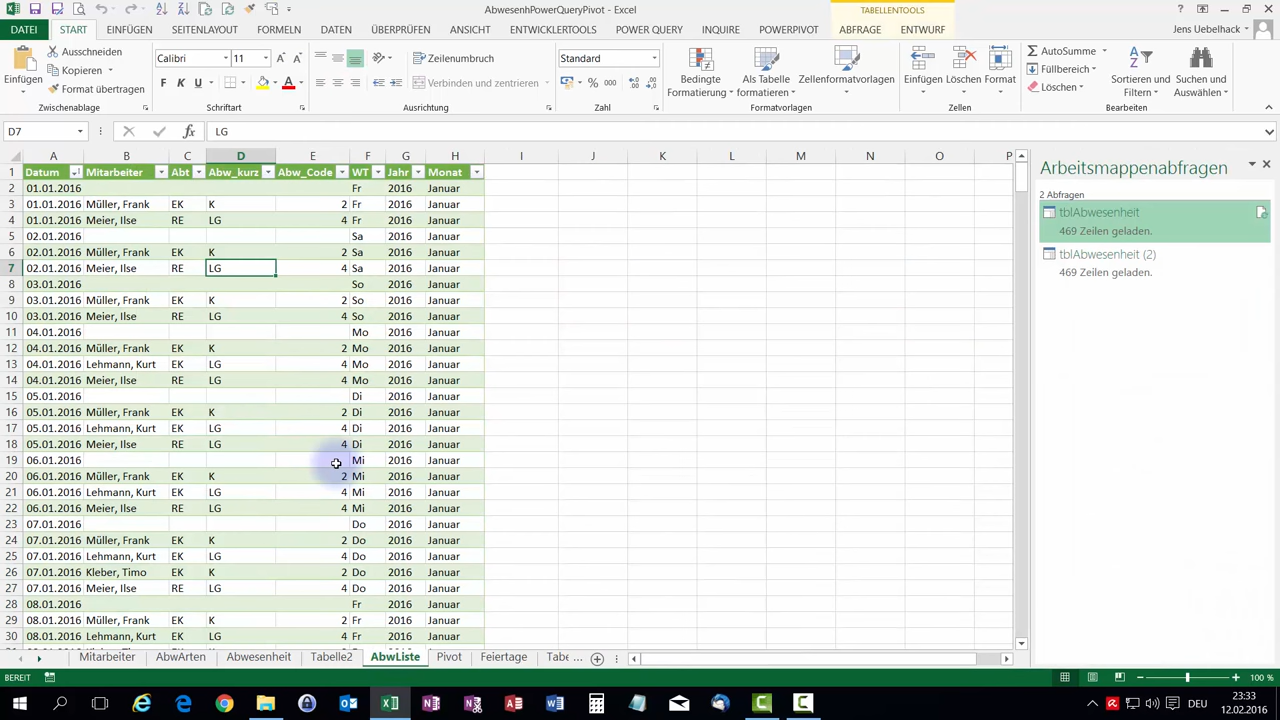 AbwesenhPowerQueryPivot - Excel
TABELLENTOOLS
DATEI START EINFÜGEN SEITENLAYOUT FORMELN DATEN ÜBERPRÜFEN ANSICHT ENTWICKLERTOOLS POWER QUERY INQUIRE POWERPIVOT ABFRAGE ENTWURF Jens Uebelhack
Einfügen Ausschneiden Kopieren Format übertragen
Zwischenablage
Calibri 11
F K U
Schriftart
Zeilenumbruch
Verbinden und zentrieren
Ausrichtung
Standard
% 000
Zahl
Bedingte Formatierung Als Tabelle formatieren Zellenformatvorlagen
Formatvorlagen
Einfügen Löschen Format
Zellen
AutoSumme Füllbereich Löschen Sortieren und Filtern Suchen und Auswählen
Bearbeiten
D7 fx LG
A B C D E F G H I J K L M N O P
1 Datum Mitarbeiter Abt Abw_kurz Abw_Code WT Jahr Monat
2 01.01.2016 Fr 2016 Januar
3 01.01.2016 Müller, Frank EK K 2 Fr 2016 Januar
4 01.01.2016 Meier, Ilse RE LG 4 Fr 2016 Januar
5 02.01.2016 Sa 2016 Januar
6 02.01.2016 Müller, Frank EK K 2 Sa 2016 Januar
7 02.01.2016 Meier, Ilse RE LG 4 Sa 2016 Januar
8 03.01.2016 So 2016 Januar
9 03.01.2016 Müller, Frank EK K 2 So 2016 Januar
10 03.01.2016 Meier, Ilse RE LG 4 So 2016 Januar
11 04.01.2016 Mo 2016 Januar
12 04.01.2016 Müller, Frank EK K 2 Mo 2016 Januar
13 04.01.2016 Lehmann, Kurt EK LG 4 Mo 2016 Januar
14 04.01.2016 Meier, Ilse RE LG 4 Mo 2016 Januar
15 05.01.2016 Di 2016 Januar
16 05.01.2016 Müller, Frank EK K 2 Di 2016 Januar
17 05.01.2016 Lehmann, Kurt EK LG 4 Di 2016 Januar
18 05.01.2016 Meier, Ilse RE LG 4 Di 2016 Januar
19 06.01.2016 Mi 2016 Januar
20 06.01.2016 Müller, Frank EK K 2 Mi 2016 Januar
21 06.01.2016 Lehmann, Kurt EK LG 4 Mi 2016 Januar
22 06.01.2016 Meier, Ilse RE LG 4 Mi 2016 Januar
23 07.01.2016 Do 2016 Januar
24 07.01.2016 Müller, Frank EK K 2 Do 2016 Januar
25 07.01.2016 Lehmann, Kurt EK LG 4 Do 2016 Januar
26 07.01.2016 Kleber, Timo EK K 2 Do 2016 Januar
27 07.01.2016 Meier, Ilse RE LG 4 Do 2016 Januar
28 08.01.2016 Fr 2016 Januar
29 08.01.2016 Müller, Frank EK K 2 Fr 2016 Januar
30 08.01.2016 Lehmann, Kurt EK LG 4 Fr 2016 Januar
Arbeitsmappenabfragen
2 Abfragen
tblAbwesenheit
469 Zeilen geladen.
tblAbwesenheit (2)
469 Zeilen geladen.
Mitarbeiter AbwArten Abwesenheit Tabelle2 AbwListe Pivot Feiertage Tabe ...
BEREIT
100 %
DEU
23:33
12.02.2016